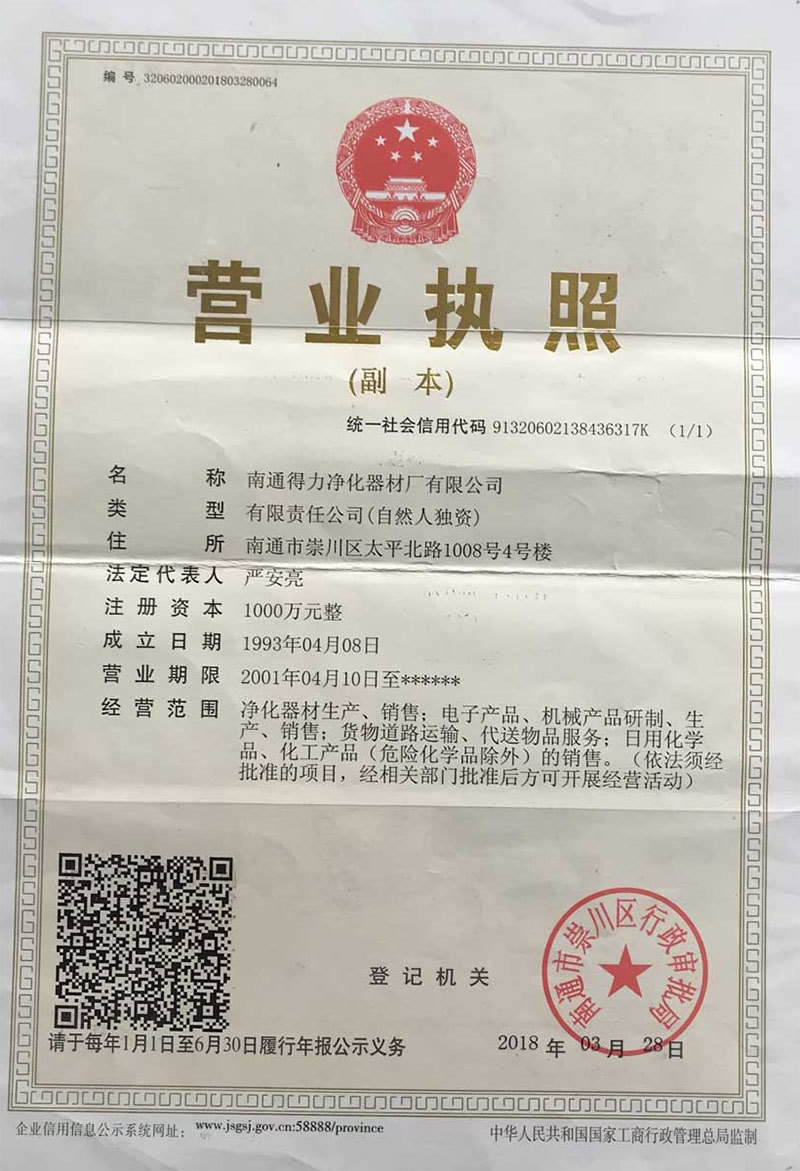 编 号 320602000201803280064
营业执照
(副 本)
统一社会信用代码 91320602138436317K (1/1)
名 称 南通得力净化器材厂有限公司
类 型 有限责任公司(自然人独资)
住 所 南通市崇川区太平北路1008号4号楼
法定代表人 严安亮
注册资本 1000万元整
成立日期 1993年04月08日
营业期限 2001年04月10日至******
经营范围 净化器材生产、销售；电子产品、机械产品研制、生
产、销售；货物道路运输、代送物品服务；日用化学
品、化工产品（危险化学品除外）的销售。（依法须经
批准的项目，经相关部门批准后方可开展经营活动）
南通市崇川区行政审批局
登记机关
请于每年1月1日至6月30日履行年报公示义务
2018 年 03 月 28 日
企业信用信息公示系统网址： www.jsgsj.gov.cn:58888/province
中华人民共和国国家工商行政管理总局监制